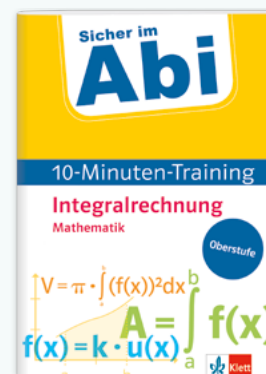 Sicher im
Abi
10-Minuten-Training
Integralrechnung
Mathematik
Oberstufe
V = π · ∫(f(x))²dx
A = ∫ f(x)
b
a
f(x) = k · u(x)
Klett